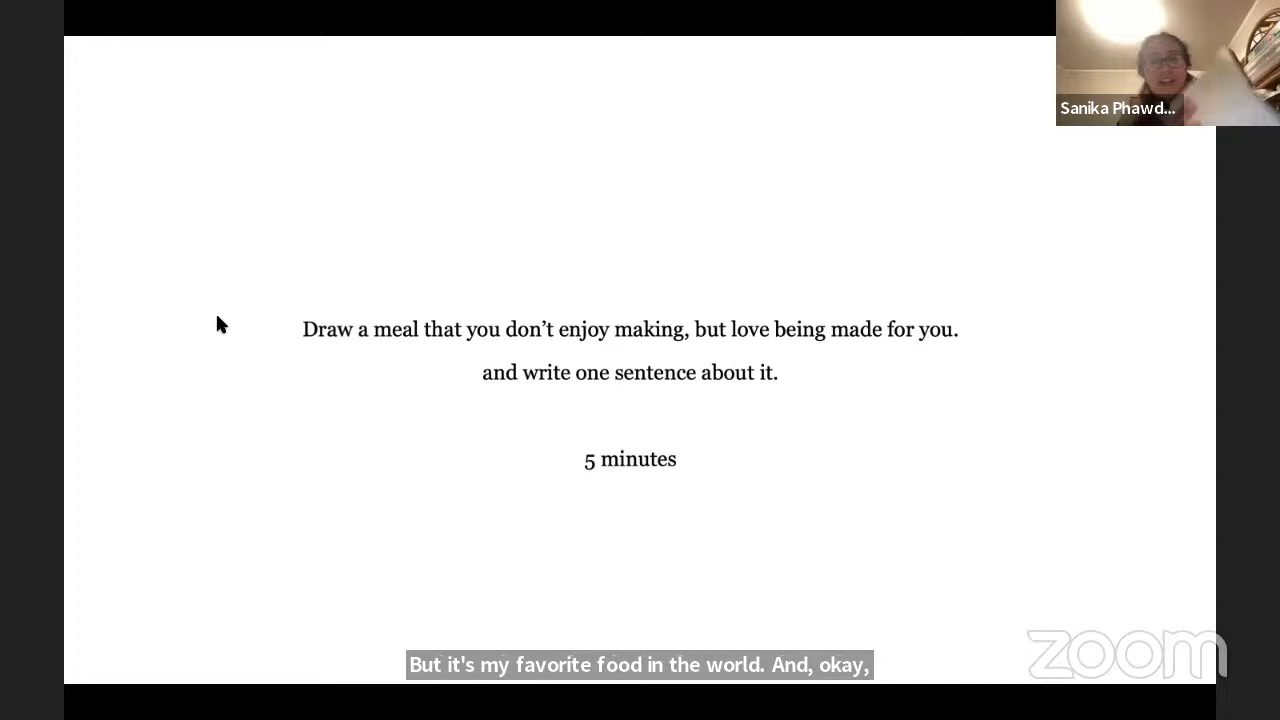 Sanika Phawd...
Draw a meal that you don’t enjoy making, but love being made for you.
and write one sentence about it.
5 minutes
zoom
But it's my favorite food in the world. And, okay,